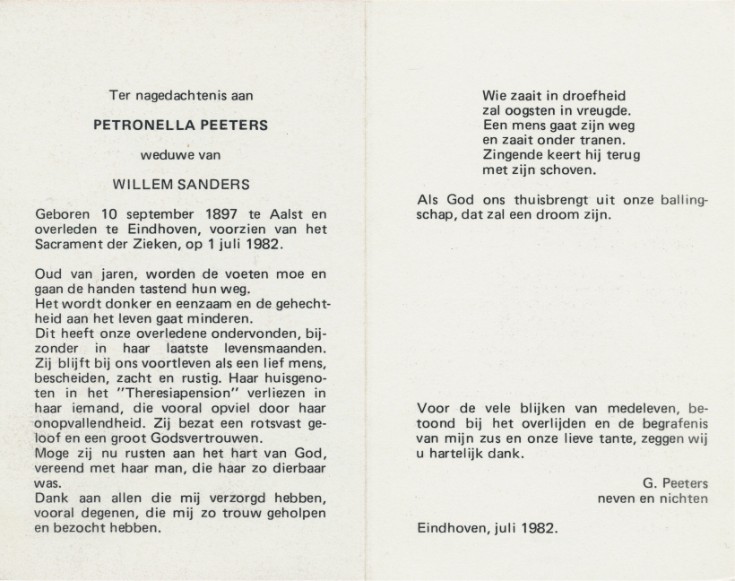 Ter nagedachtenis aan
PETRONELLA PEETERS
weduwe van
WILLEM SANDERS
Geboren 10 september 1897 te Aalst en
overleden te Eindhoven, voorzien van het
Sacrament der Zieken, op 1 juli 1982.
Oud van jaren, worden de voeten moe en
gaan de handen tastend hun weg.
Het wordt donker en eenzaam en de gehecht-
heid aan het leven gaat minderen.
Dit heeft onze overledene ondervonden, bij-
zonder in haar laatste levensmaanden.
Zij blijft bij ons voortleven als een lief mens,
bescheiden, zacht en rustig. Haar huisgeno-
ten in het "Theresiapension" verliezen in
haar iemand, die vooral opviel door haar
onopvallendheid. Zij bezat een rotsvast ge-
loof en een groot Godsvertrouwen.
Moge zij nu rusten aan het hart van God,
vereend met haar man, die haar zo dierbaar
was.
Dank aan allen die mij verzorgd hebben,
vooral degenen, die mij zo trouw geholpen
en bezocht hebben.
Wie zaait in droefheid
zal oogsten in vreugde.
Een mens gaat zijn weg
en zaait onder tranen.
Zingende keert hij terug
met zijn schoven.
Als God ons thuisbrengt uit onze balling-
schap, dat zal een droom zijn.
Voor de vele blijken van medeleven, be-
toond bij het overlijden en de begrafenis
van mijn zus en onze lieve tante, zeggen wij
u hartelijk dank.
G. Peeters
neven en nichten
Eindhoven, juli 1982.